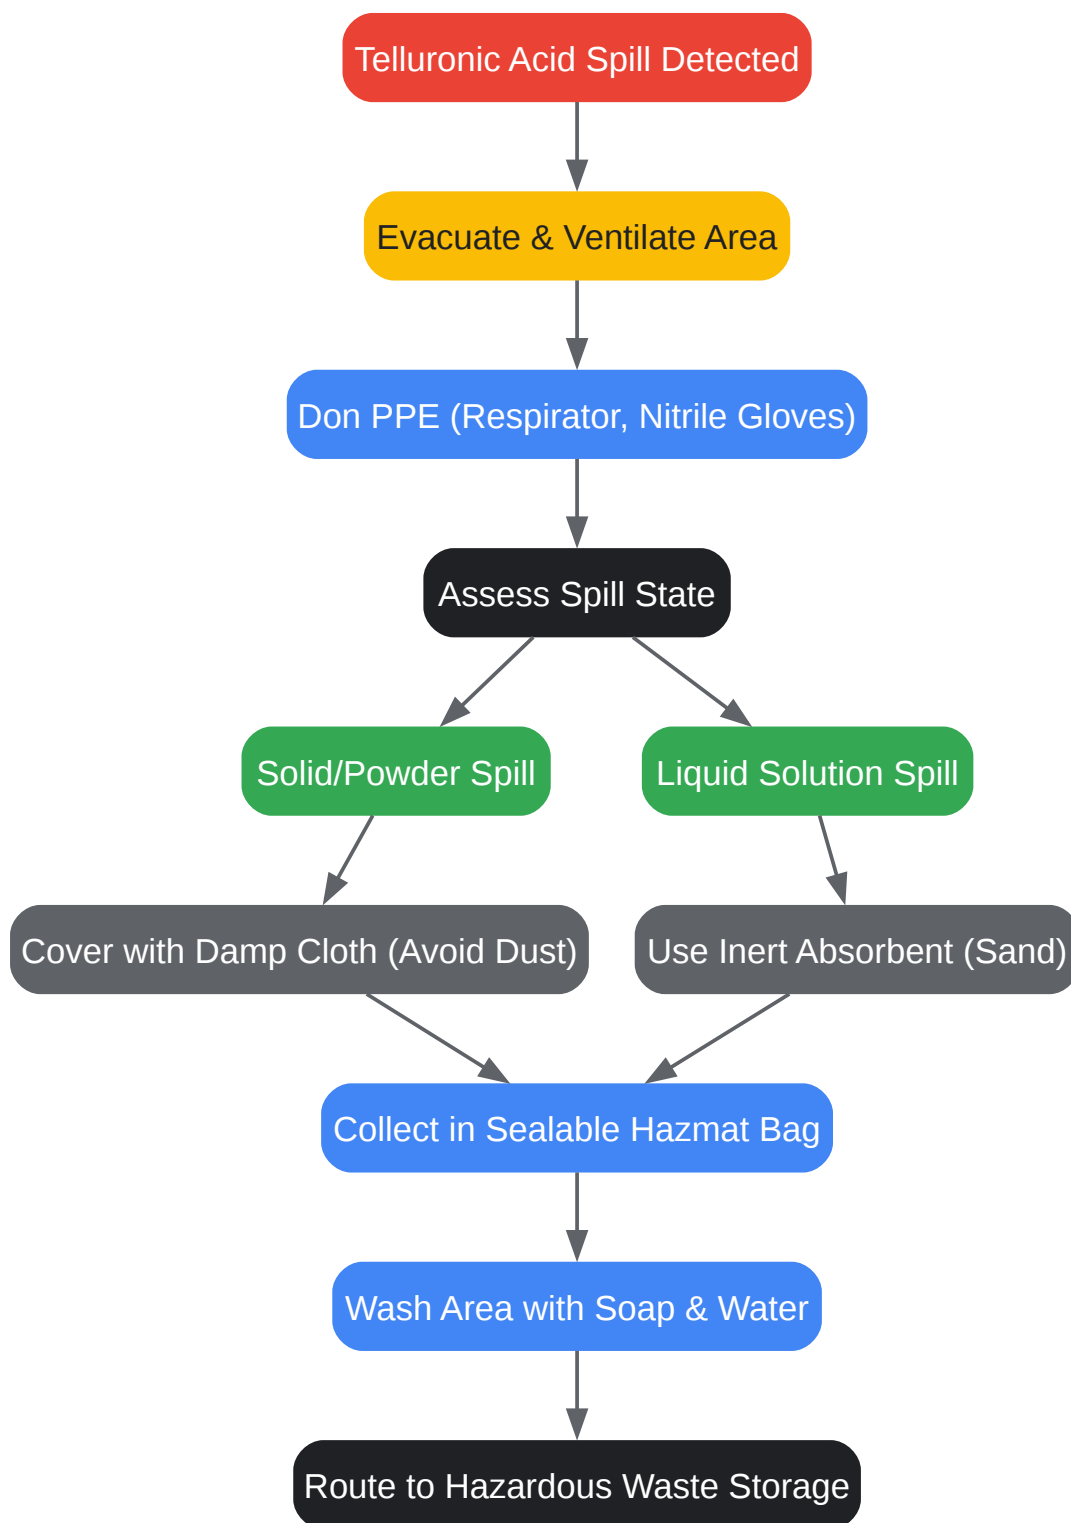 Telluronic Acid Spill Detected
Evacuate & Ventilate Area
Don PPE (Respirator, Nitrile Gloves)
Assess Spill State
Solid/Powder Spill
Liquid Solution Spill
Cover with Damp Cloth (Avoid Dust)
Use Inert Absorbent (Sand)
Collect in Sealable Hazmat Bag
Wash Area with Soap & Water
Route to Hazardous Waste Storage